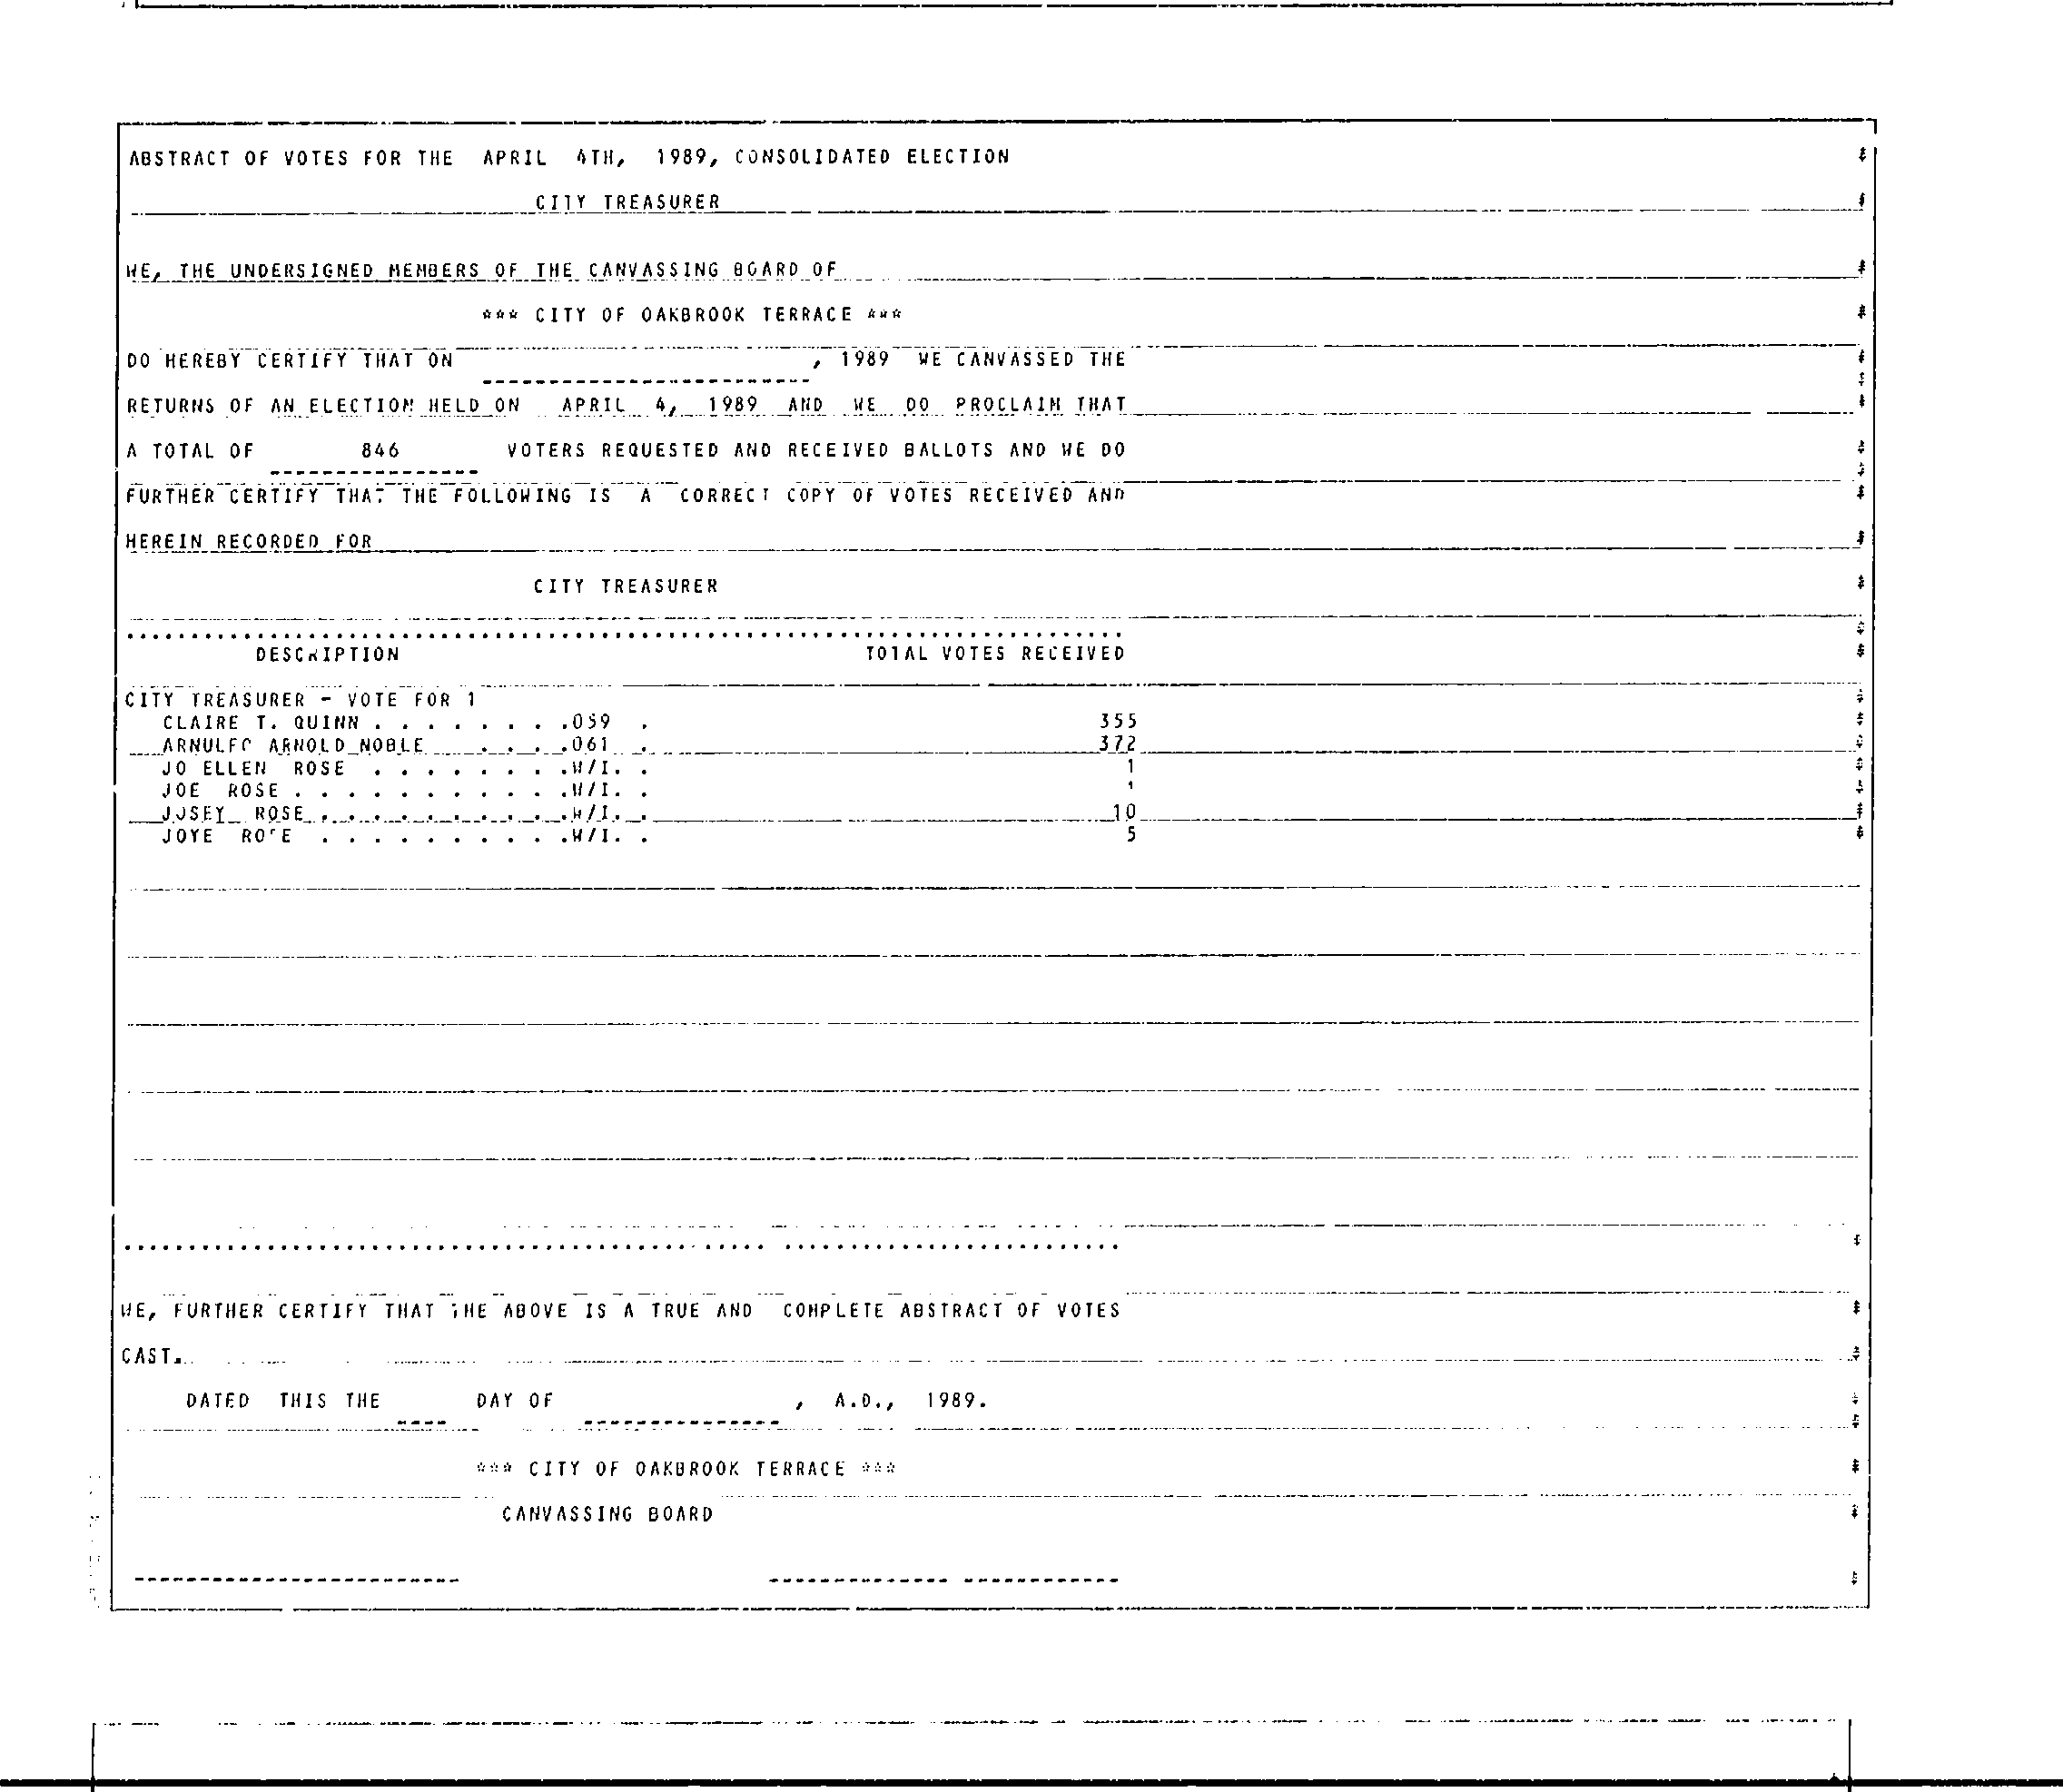 ABSTRACT OF VOTES FOR THE APRIL 4TH, 1989, CONSOLIDATED ELECTION
CITY TREASURER
WE, THE UNDERSIGNED MEMBERS OF THE CANVASSING BOARD OF
*** CITY OF OAKBROOK TERRACE ***
DO HEREBY CERTIFY THAT ON , 1989 WE CANVASSED THE
RETURNS OF AN ELECTION HELD ON APRIL 4, 1989 AND WE DO PROCLAIM THAT
A TOTAL OF 846 VOTERS REQUESTED AND RECEIVED BALLOTS AND WE DO
FURTHER CERTIFY THAT THE FOLLOWING IS A CORRECT COPY OF VOTES RECEIVED AND
HEREIN RECORDED FOR
CITY TREASURER
DESCRIPTION TOTAL VOTES RECEIVED
CITY TREASURER - VOTE FOR 1
CLAIRE T. QUINN . . . . . . . .059 . 355
ARNULFO ARNOLD NOBLE . . . .061 . 372
JO ELLEN ROSE . . . . . . . .W/I. . 1
JOE ROSE . . . . . . . . . . .W/I. . 1
JOSEY ROSE . . . . . . . . . .W/I. . 10
JOYE ROSE . . . . . . . . . .W/I. . 5
WE, FURTHER CERTIFY THAT THE ABOVE IS A TRUE AND COMPLETE ABSTRACT OF VOTES
CAST.
DATED THIS THE DAY OF , A.D., 1989.
*** CITY OF OAKBROOK TERRACE ***
CANVASSING BOARD